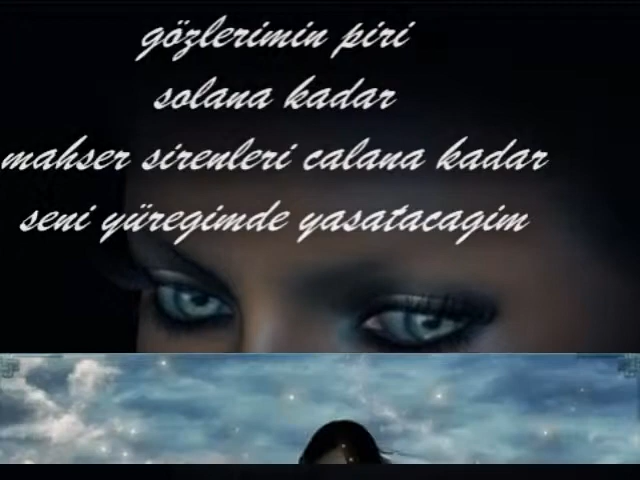 gözlerimin piri
solana kadar
mahser sirenleri calana kadar
seni yüregimde yasatacagim